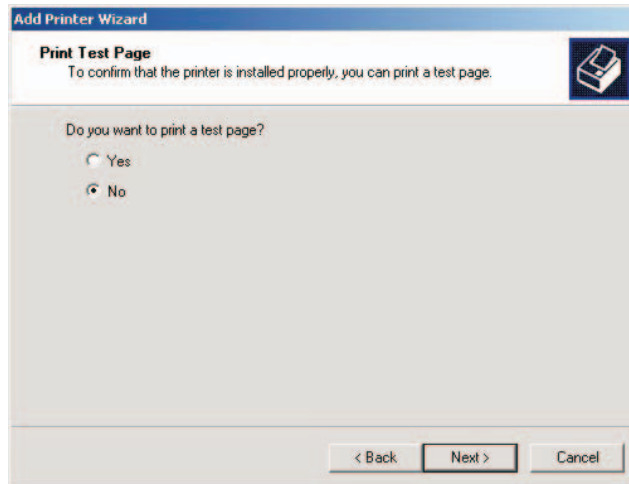 Add Printer Wizard
Print Test Page
To confirm that the printer is installed properly, you can print a test page.
Do you want to print a test page?
Yes
No
< Back
Next >
Cancel